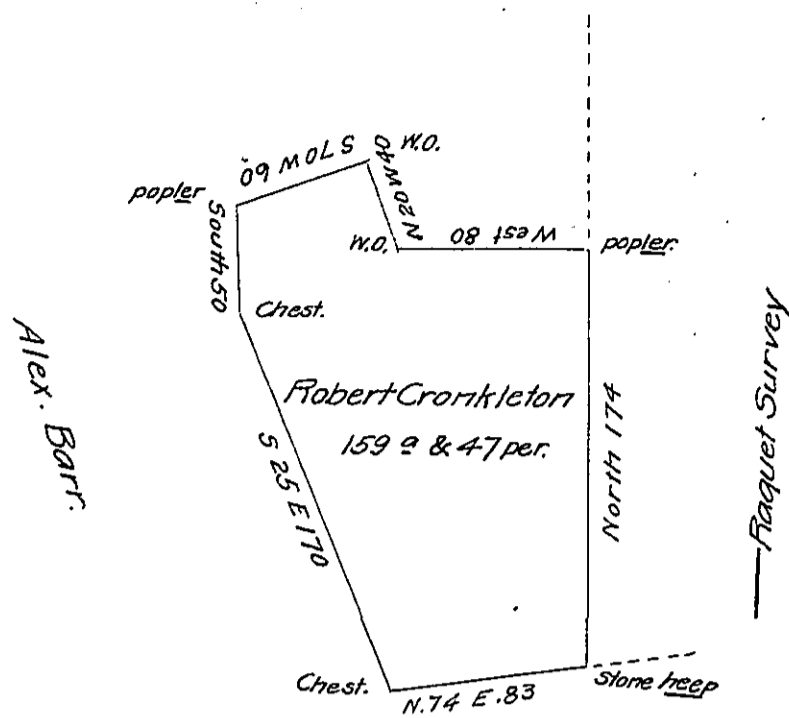 W.O.
S 70 W 60.
N 20 W 40
popler
South 50
W.O.
West 80
popler.
Chest.
Alex. Barr.
Robert Cronkleton
159 a & 47 per.
S 25 E 170
North 174
Raquet Survey
Chest.
N. 74 E. 83
Stone heep